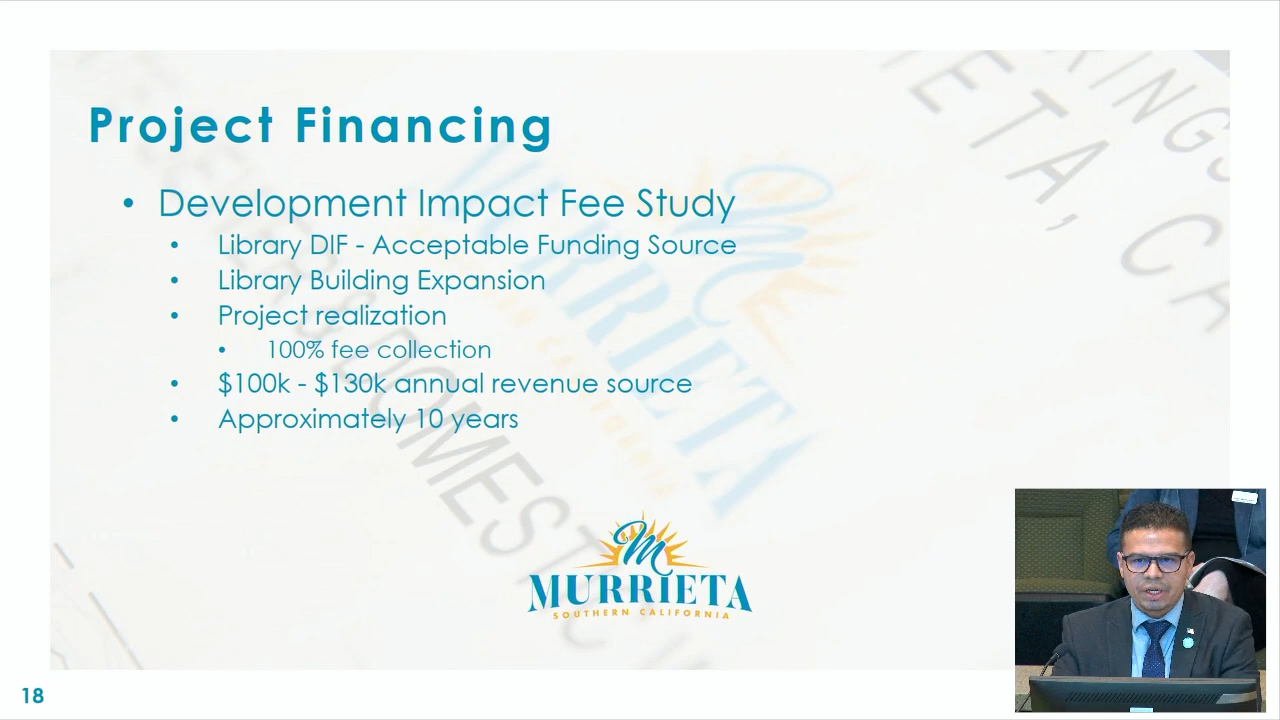 Project Financing
• Development Impact Fee Study
• Library DIF - Acceptable Funding Source
• Library Building Expansion
• Project realization
• 100% fee collection
• $100k - $130k annual revenue source
• Approximately 10 years
M
MURRIETA
SOUTHERN CALIFORNIA
18